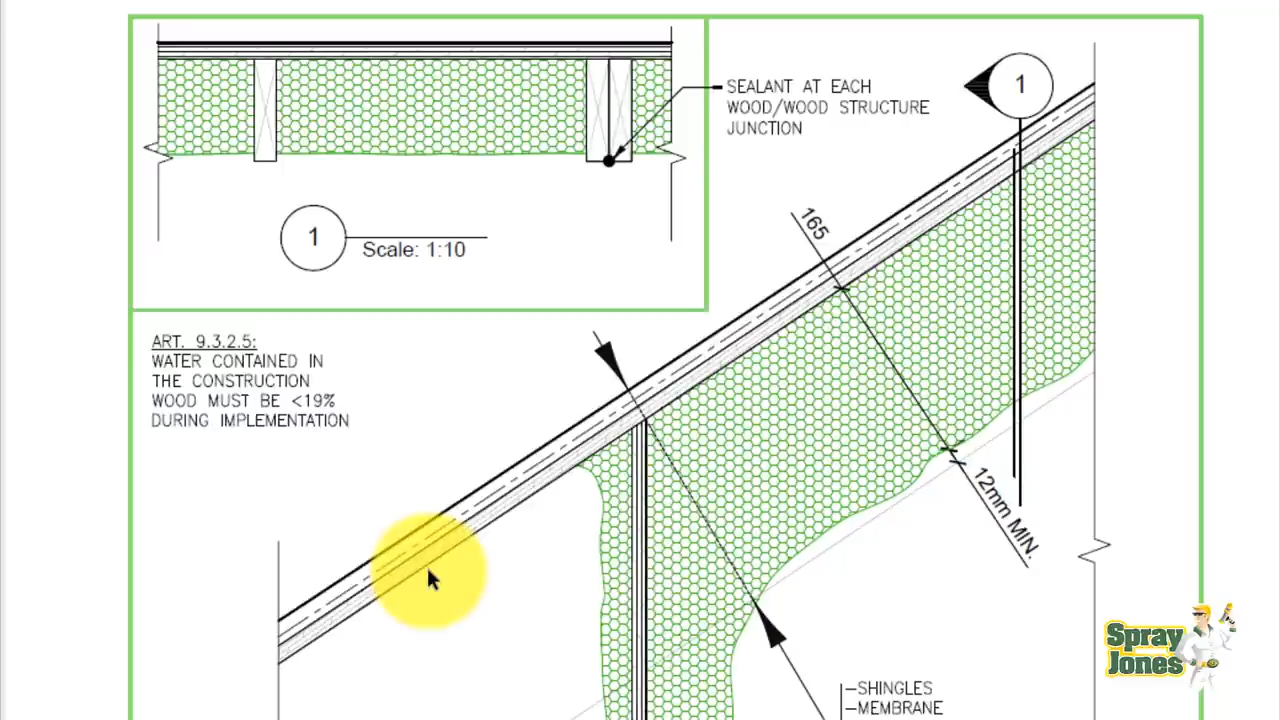 SEALANT AT EACH
WOOD/WOOD STRUCTURE
JUNCTION
1
1
Scale: 1:10
165
ART. 9.3.2.5:
WATER CONTAINED IN
THE CONSTRUCTION
WOOD MUST BE <19%
DURING IMPLEMENTATION
12mm MIN.
Spray
Jones
SHINGLES
MEMBRANE